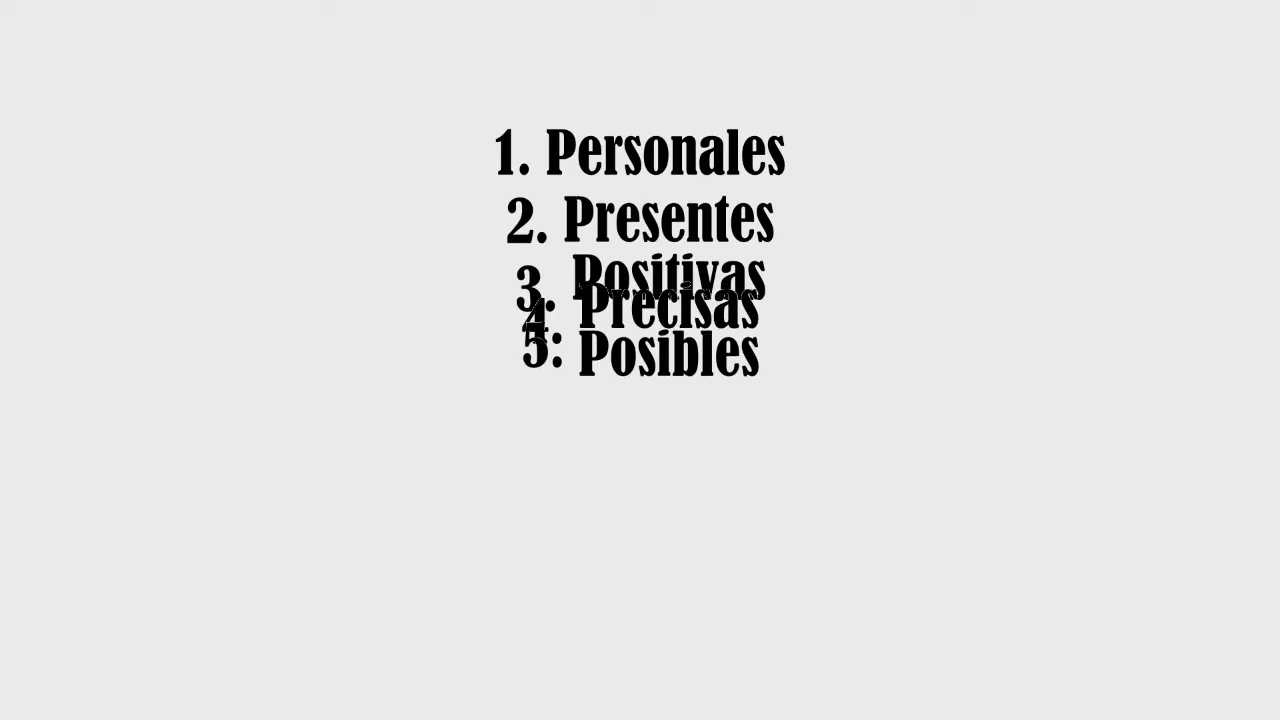 1. Personales
2. Presentes
3. Positivas
4. Precisas
5. Posibles